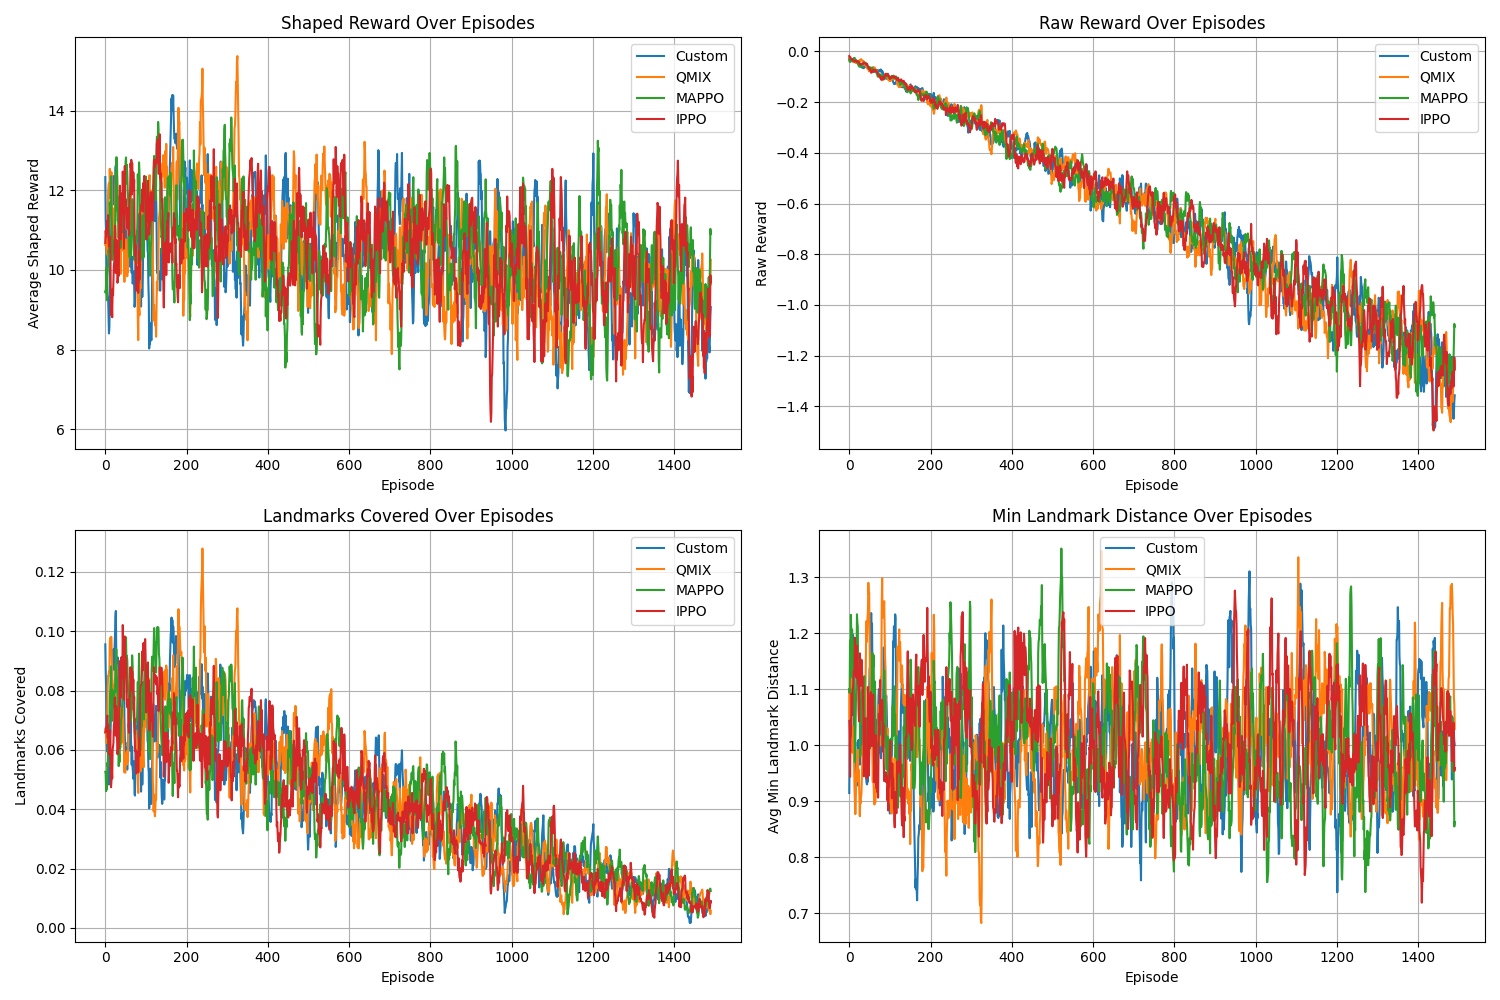 Shaped Reward Over Episodes
14
12
10
8
6
0 200 400 600 800 1000 1200 1400
Average Shaped Reward
Episode
Custom
QMIX
MAPPO
IPPO
Raw Reward Over Episodes
0.0
−0.2
−0.4
−0.6
−0.8
−1.0
−1.2
−1.4
0 200 400 600 800 1000 1200 1400
Raw Reward
Episode
Custom
QMIX
MAPPO
IPPO
Landmarks Covered Over Episodes
0.12
0.10
0.08
0.06
0.04
0.02
0.00
0 200 400 600 800 1000 1200 1400
Landmarks Covered
Episode
Custom
QMIX
MAPPO
IPPO
Min Landmark Distance Over Episodes
1.3
1.2
1.1
1.0
0.9
0.8
0.7
0 200 400 600 800 1000 1200 1400
Avg Min Landmark Distance
Episode
Custom
QMIX
MAPPO
IPPO